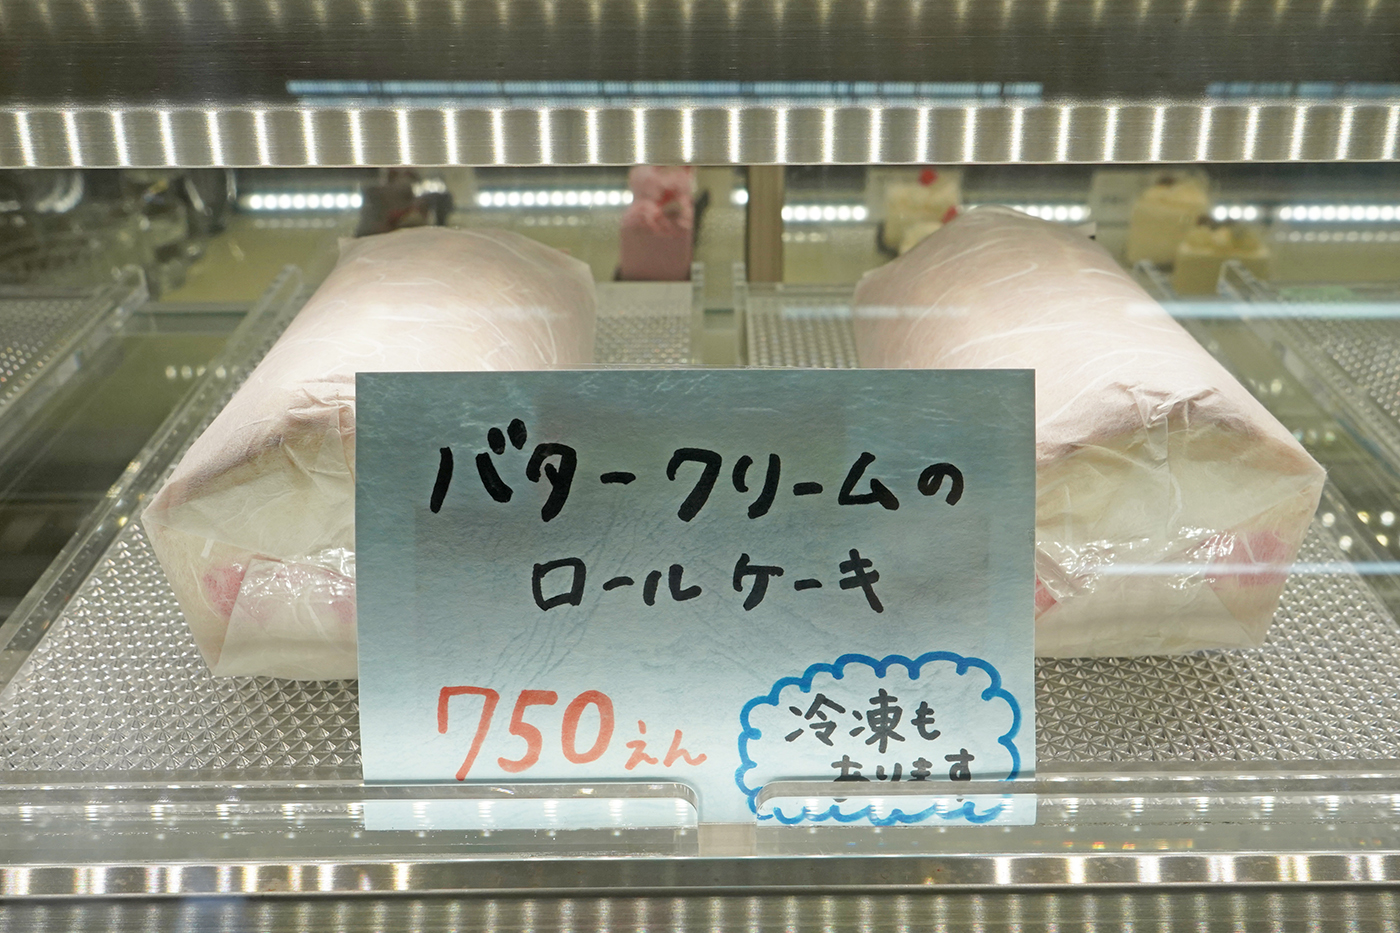 バタークリームの
ロールケーキ
750えん
冷凍も
あります